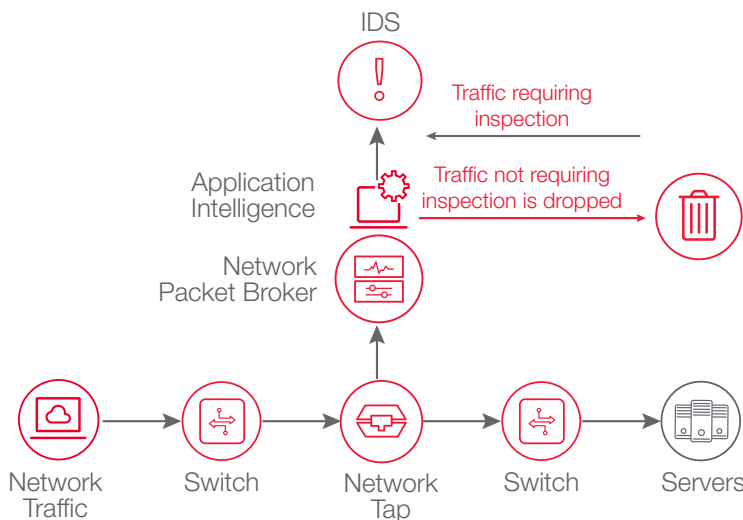 IDS
Traffic requiring
inspection
Application
Intelligence
Traffic not requiring
inspection is dropped
Network
Packet Broker
Network
Traffic
Switch
Network
Tap
Switch
Servers